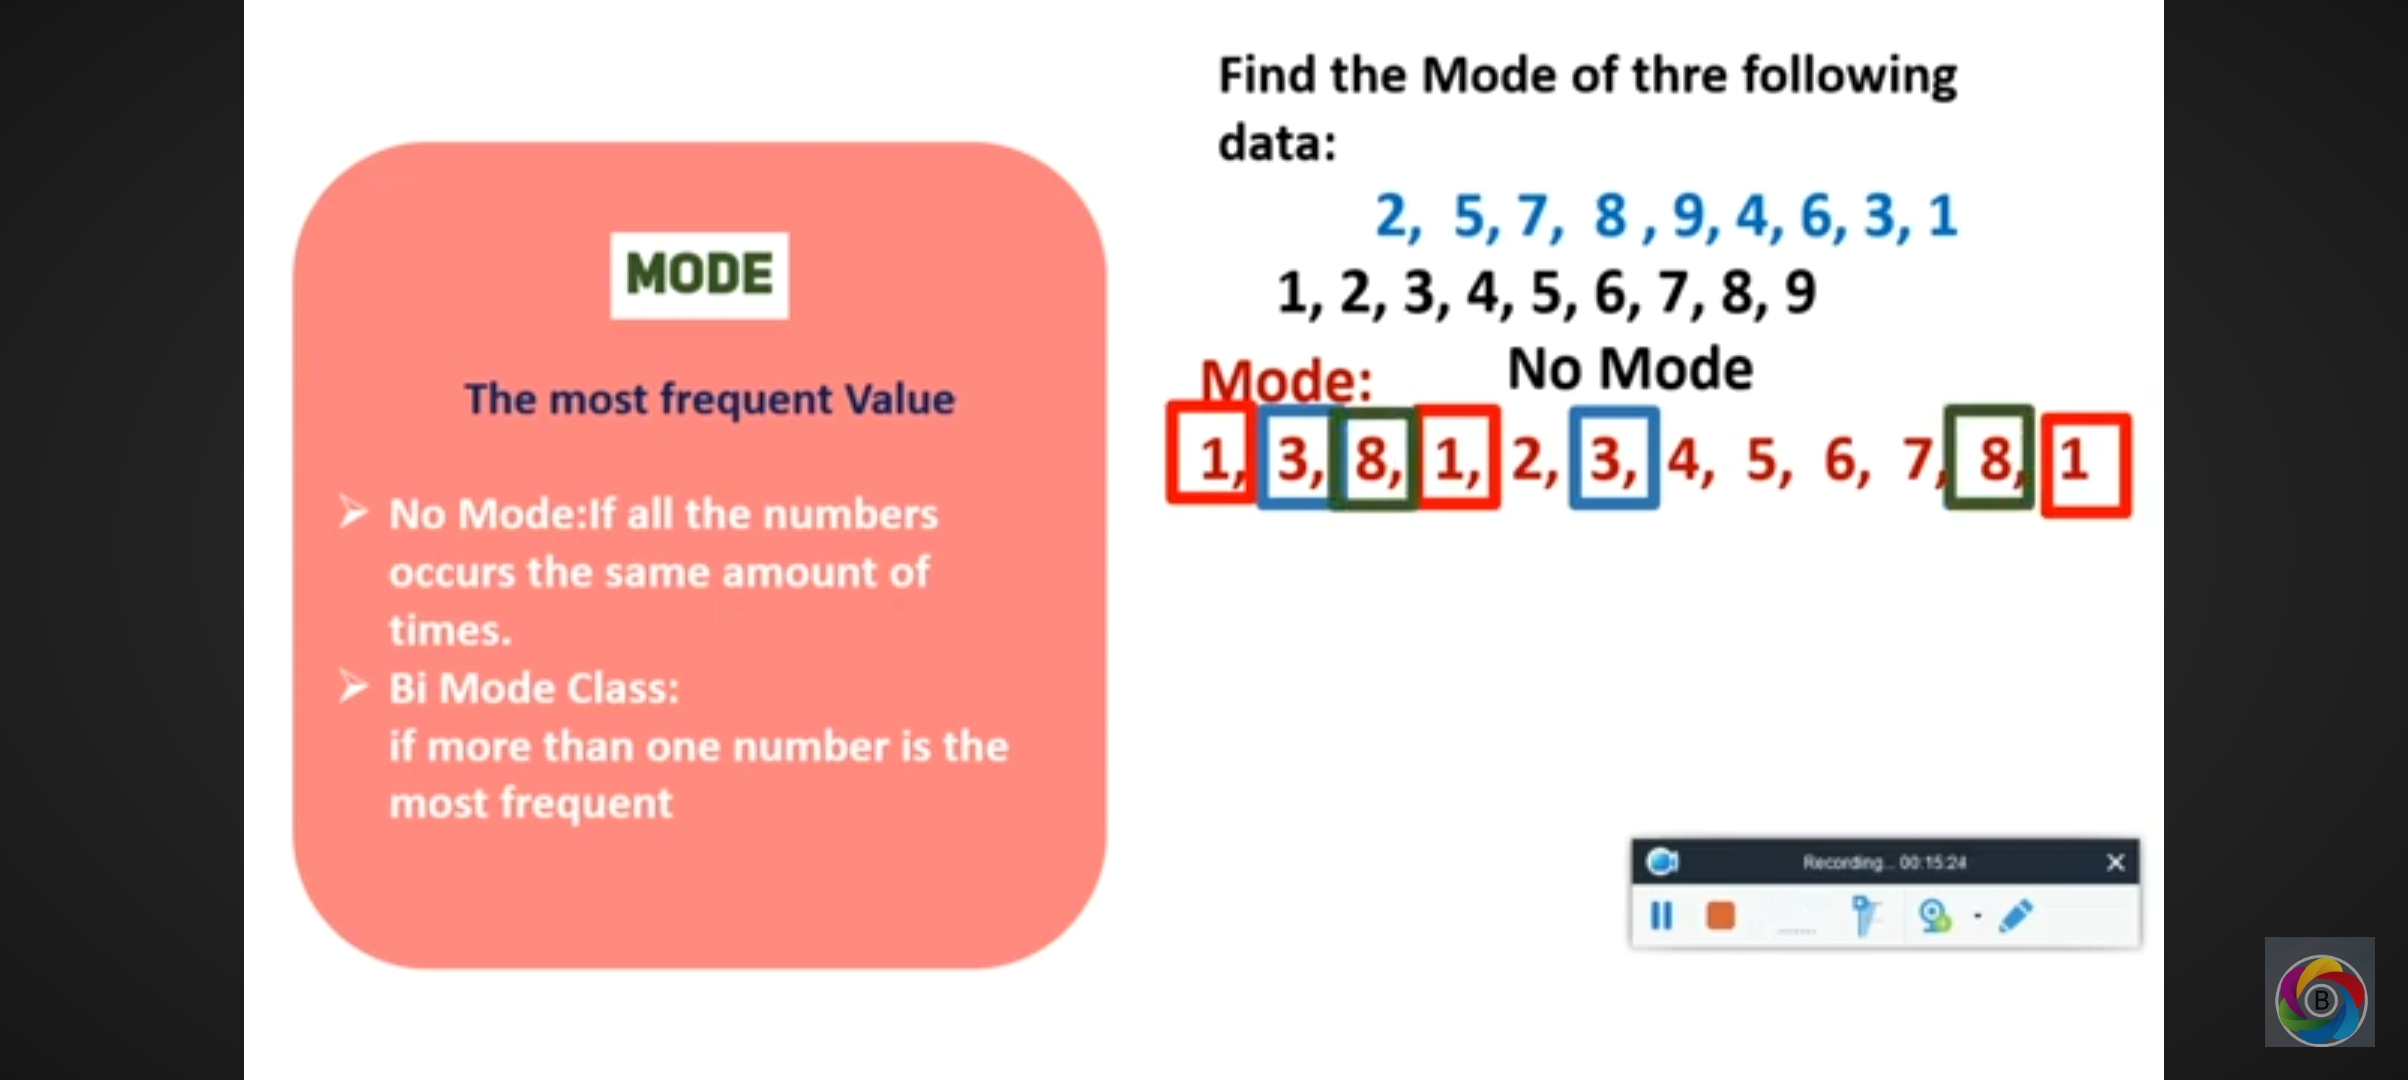 MODE
The most frequent Value
No Mode:If all the numbers
occurs the same amount of
times.
Bi Mode Class:
if more than one number is the
most frequent
Find the Mode of thre following
data:
2, 5, 7, 8 , 9, 4, 6, 3, 1
1, 2, 3, 4, 5, 6, 7, 8, 9
Mode: No Mode
1, 3, 8, 1, 2, 3, 4, 5, 6, 7, 8, 1
Recording... 00:15:24
B